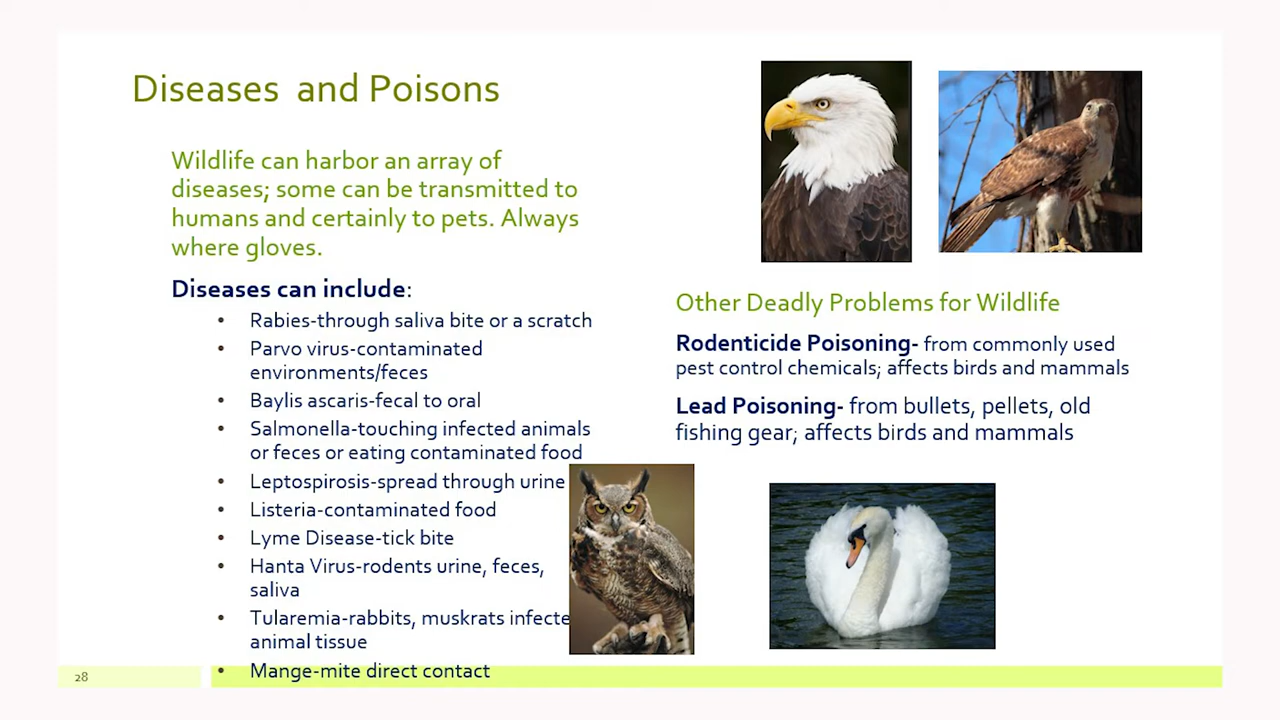 Diseases and Poisons
Wildlife can harbor an array of
diseases; some can be transmitted to
humans and certainly to pets. Always
where gloves.
Diseases can include:
• Rabies-through saliva bite or a scratch
• Parvo virus-contaminated
environments/feces
• Baylis ascaris-fecal to oral
• Salmonella-touching infected animals
or feces or eating contaminated food
• Leptospirosis-spread through urine
• Listeria-contaminated food
• Lyme Disease-tick bite
• Hanta Virus-rodents urine, feces,
saliva
• Tularemia-rabbits, muskrats infecte
animal tissue
• Mange-mite direct contact
Other Deadly Problems for Wildlife
Rodenticide Poisoning- from commonly used
pest control chemicals; affects birds and mammals
Lead Poisoning- from bullets, pellets, old
fishing gear; affects birds and mammals
28